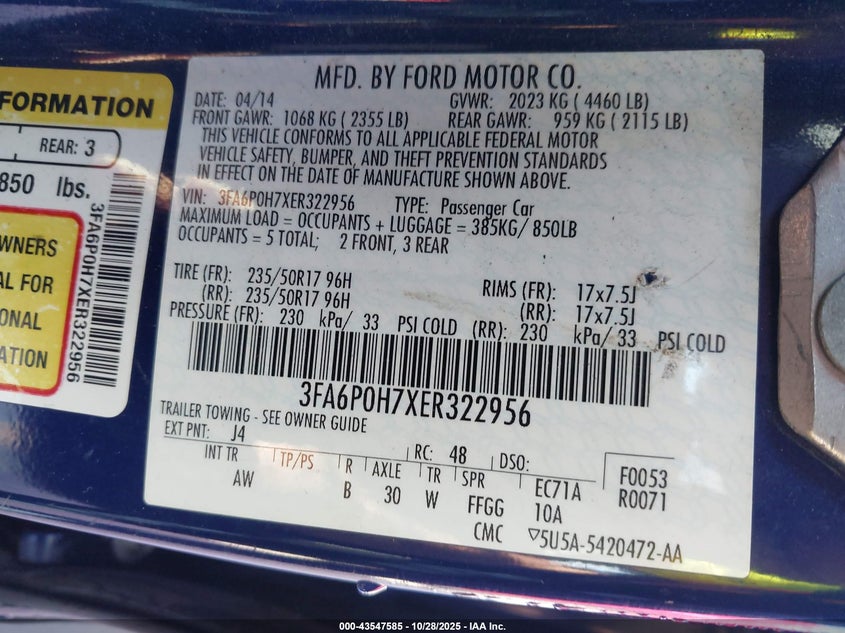 FORMATION
REAR: 3
850 lbs.
WNERS
AL FOR
ONAL
ATION
3FA6P0H7XER322956
MFD. BY FORD MOTOR CO.
DATE: 04/14 GVWR: 2023 KG ( 4460 LB)
FRONT GAWR: 1068 KG ( 2355 LB) REAR GAWR: 959 KG ( 2115 LB)
THIS VEHICLE CONFORMS TO ALL APPLICABLE FEDERAL MOTOR
VEHICLE SAFETY, BUMPER, AND THEFT PREVENTION STANDARDS
IN EFFECT ON THE DATE OF MANUFACTURE SHOWN ABOVE.
VIN: 3FA6P0H7XER322956 TYPE: Passenger Car
MAXIMUM LOAD = OCCUPANTS + LUGGAGE = 385KG/ 850LB
OCCUPANTS = 5 TOTAL; 2 FRONT, 3 REAR
TIRE (FR): 235/50R17 96H RIMS (FR): 17x7.5J
(RR): 235/50R17 96H (RR): 17x7.5J
PRESSURE (FR): 230 kPa/ 33 PSI COLD (RR): 230 kPa/ 33 PSI COLD
3FA6P0H7XER322956
TRAILER TOWING - SEE OWNER GUIDE
EXT PNT: J4 RC: 48 DSO: F0053
INT TR TP/PS R AXLE TR SPR EC71A R0071
AW B 30 W FFGG 10A
CMC ▽5U5A-5420472-AA
000-43547585 | 10/28/2025 - IAA Inc.